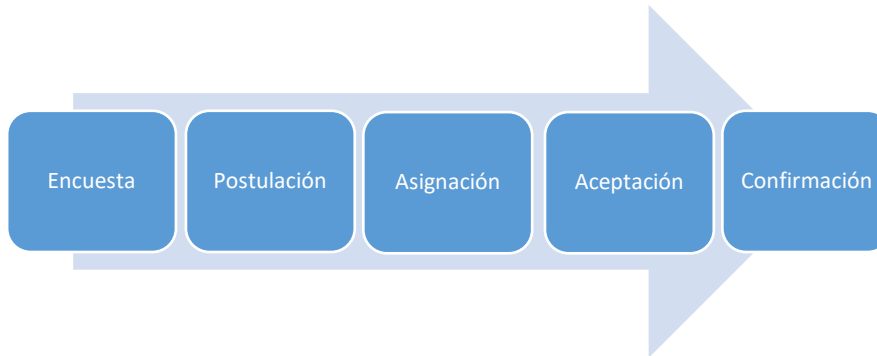 Encuesta
Postulación
Asignación
Aceptación
Confirmación